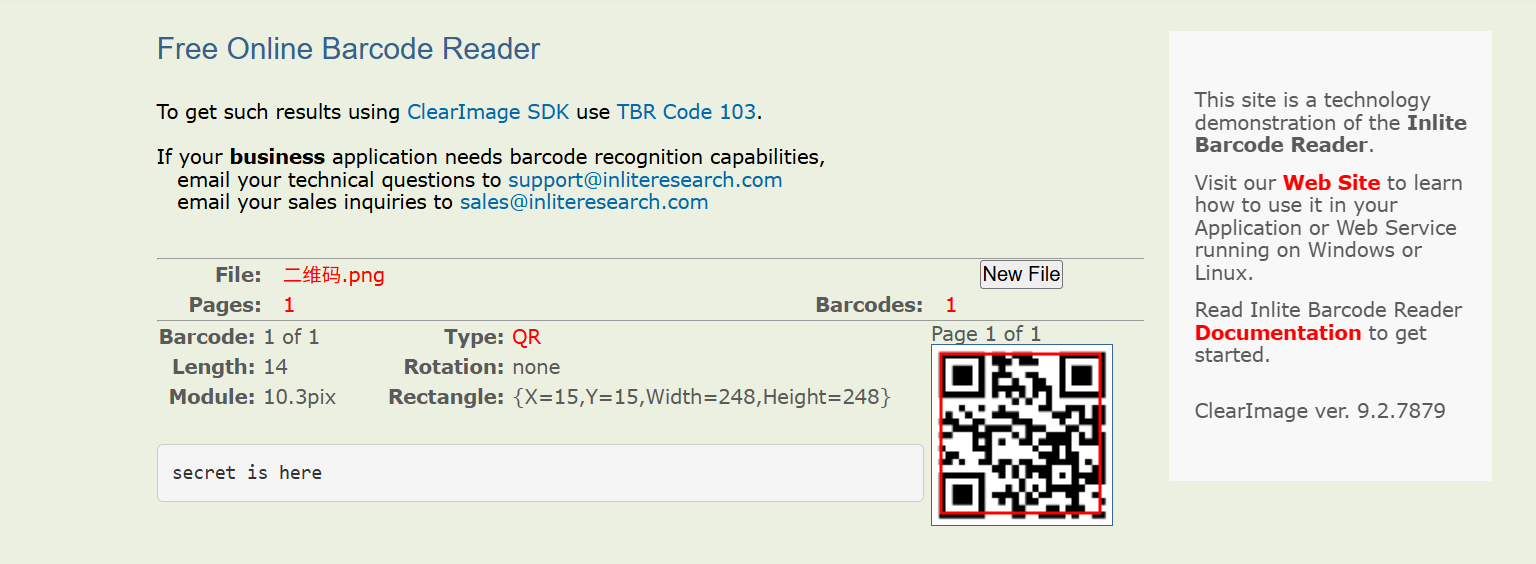 Free Online Barcode Reader
To get such results using ClearImage SDK use TBR Code 103.
If your business application needs barcode recognition capabilities,
email your technical questions to support@inliteresearch.com
email your sales inquiries to sales@inliteresearch.com
File: 二维码.png New File
Pages: 1 Barcodes: 1
Barcode: 1 of 1 Type: QR Page 1 of 1
Length: 14 Rotation: none
Module: 10.3pix Rectangle: {X=15,Y=15,Width=248,Height=248}
secret is here
This site is a technology
demonstration of the Inlite
Barcode Reader.
Visit our Web Site to learn
how to use it in your
Application or Web Service
running on Windows or
Linux.
Read Inlite Barcode Reader
Documentation to get
started.
ClearImage ver. 9.2.7879